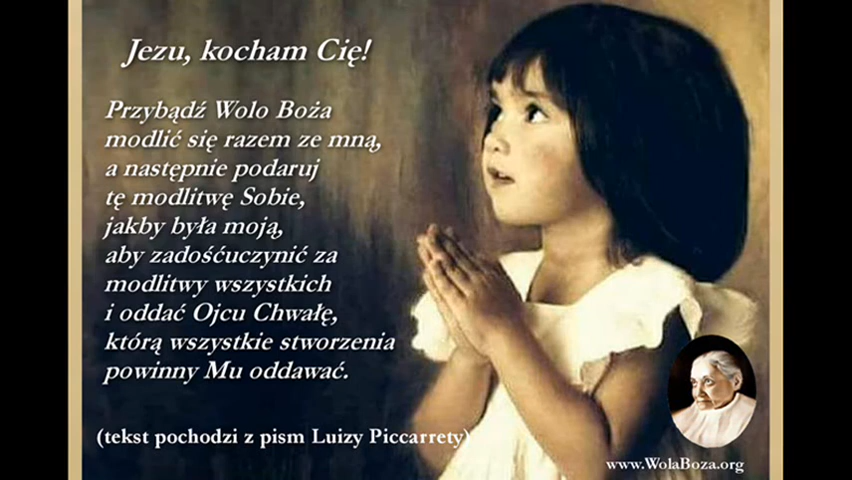 Jezu, kocham Cię!
Przybądź Wolo Boża
modlić się razem ze mną,
a następnie podaruj
tę modlitwę Sobie,
jakby była moją,
aby zadośćuczynić za
modlitwy wszystkich
i oddać Ojcu Chwałę,
którą wszystkie stworzenia
powinny Mu oddawać.
(tekst pochodzi z pism Luizy Piccarrety)
www.WolaBoza.org